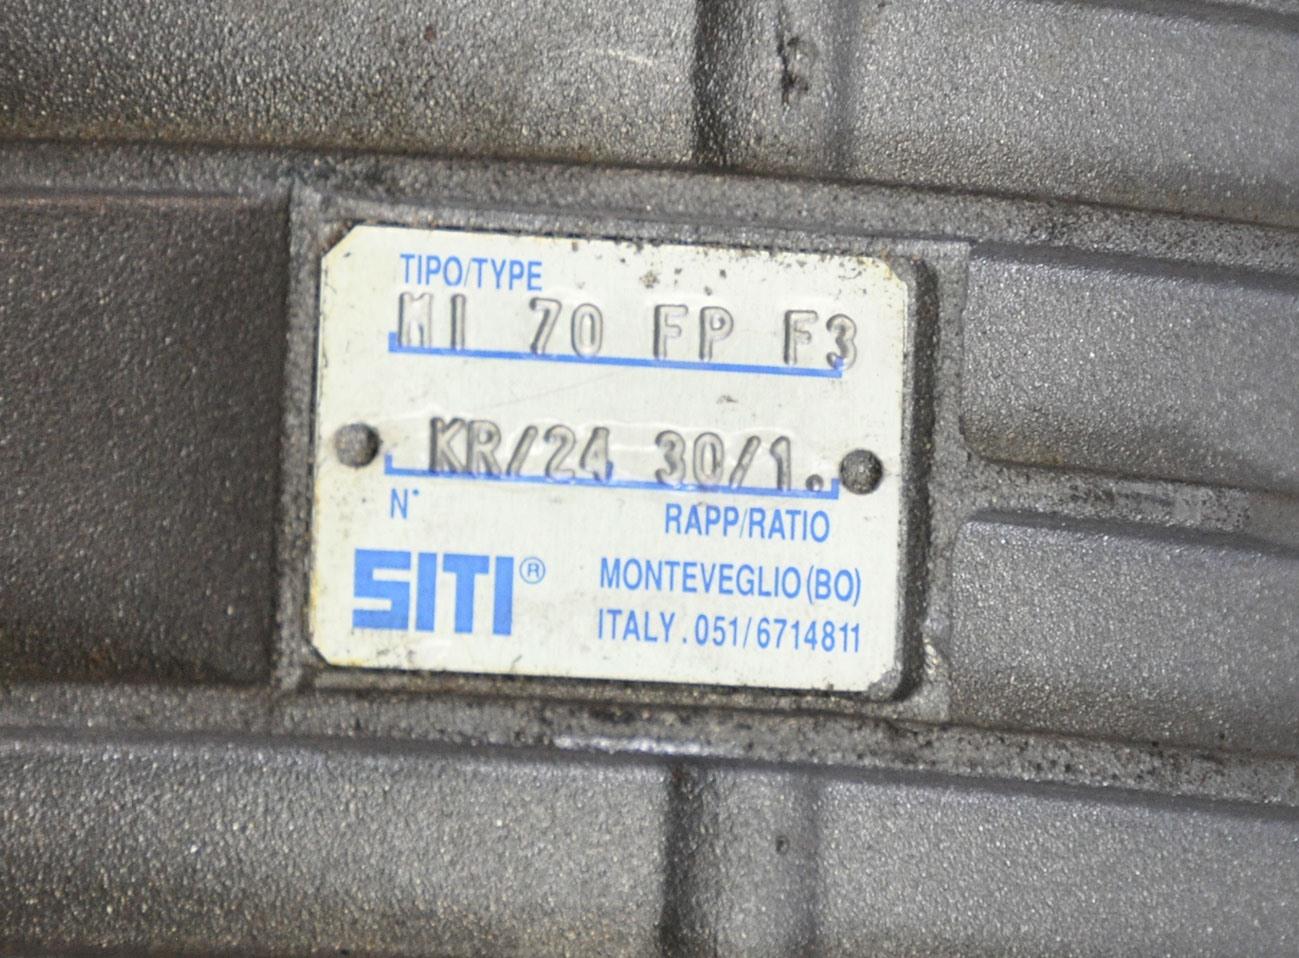 TIPO/TYPE
MI 70 FP F3
KR/24 30/1.
N° RAPP/RATIO
SITI® MONTEVEGLIO (BO)
ITALY . 051/6714811